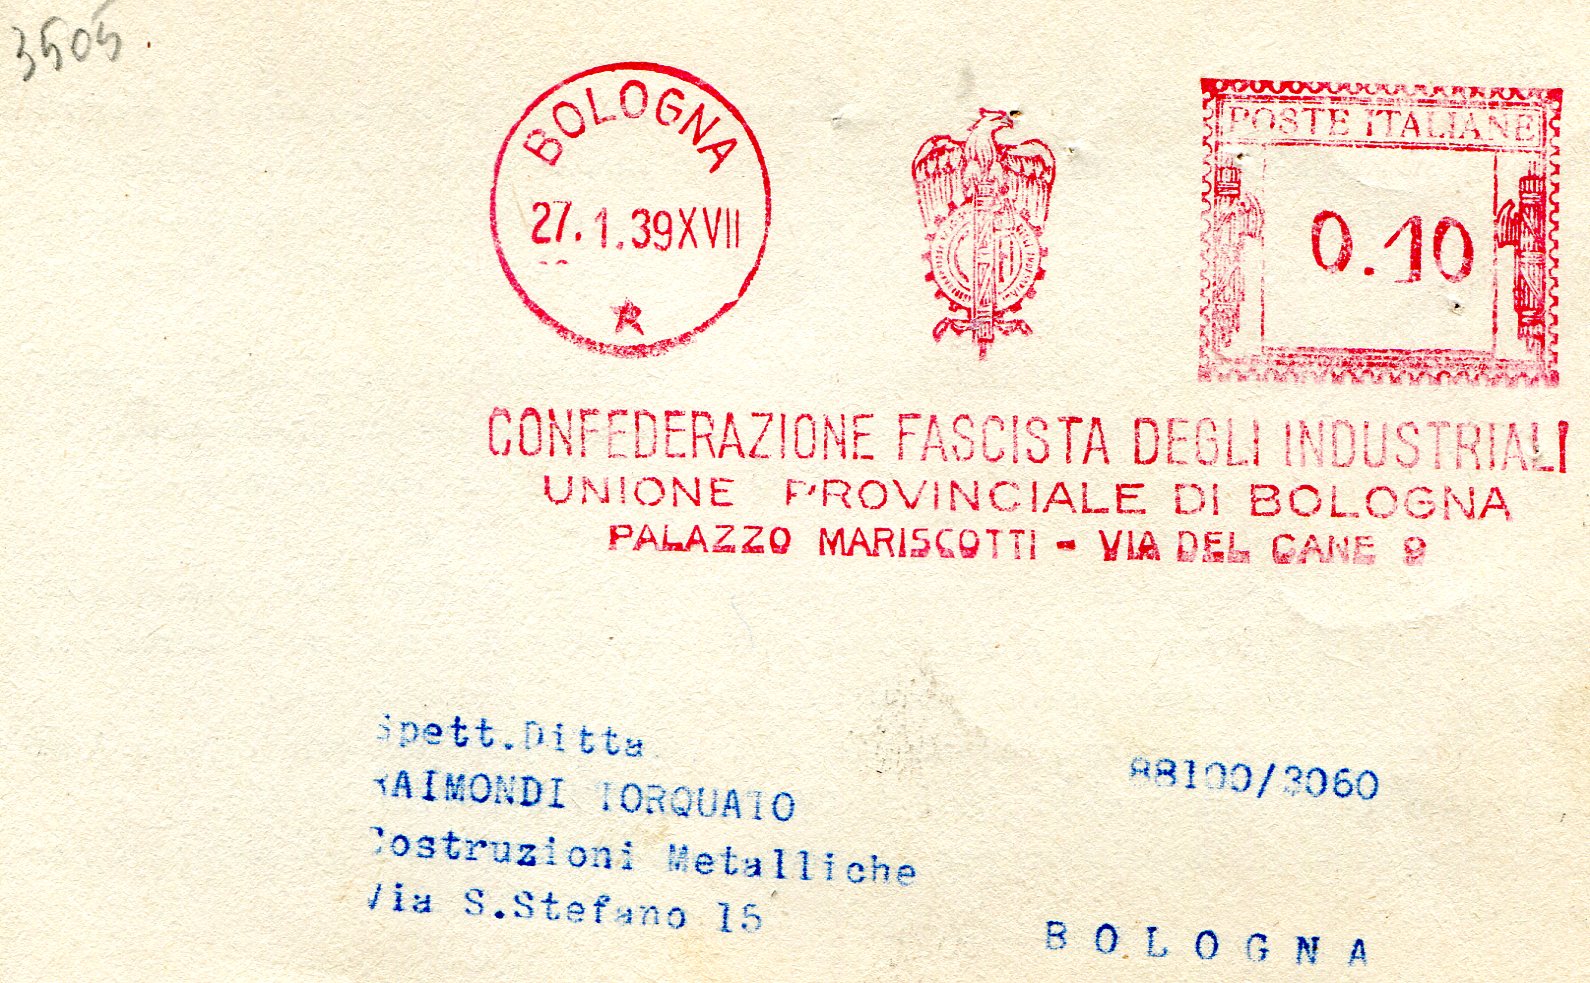 3505
BOLOGNA
27.1.39XVII
POSTE ITALIANE
0.10
CONFEDERAZIONE FASCISTA DEGLI INDUSTRIALI
UNIONE PROVINCIALE DI BOLOGNA
PALAZZO MARISCOTTI - VIA DEL CANE 9
Spett.Ditta
RAIMONDI TORQUATO
88100/3060
Costruzioni Metalliche
Via S.Stefano 15
BOLOGNA